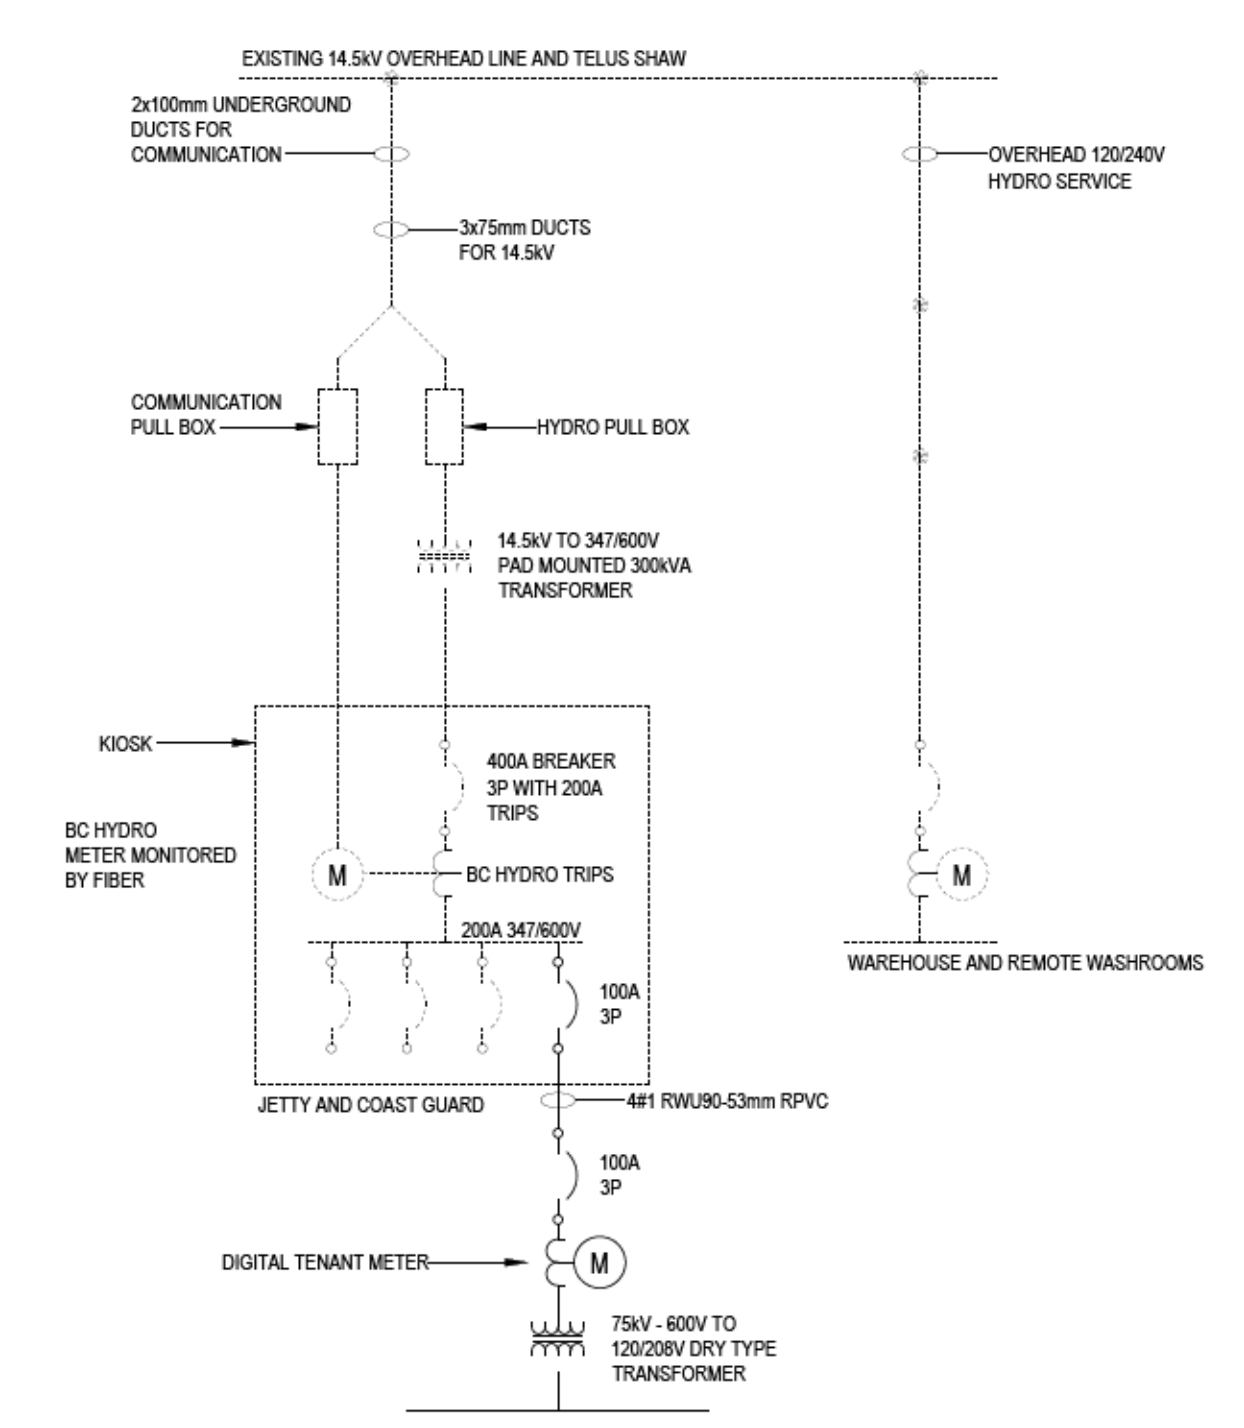 EXISTING 14.5kV OVERHEAD LINE AND TELUS SHAW
2x100mm UNDERGROUND
DUCTS FOR
COMMUNICATION
OVERHEAD 120/240V
HYDRO SERVICE
3x75mm DUCTS
FOR 14.5kV
COMMUNICATION
PULL BOX
HYDRO PULL BOX
14.5kV TO 347/600V
PAD MOUNTED 300kVA
TRANSFORMER
KIOSK
400A BREAKER
3P WITH 200A
TRIPS
BC HYDRO
METER MONITORED
BY FIBER
M
BC HYDRO TRIPS
M
200A 347/600V
WAREHOUSE AND REMOTE WASHROOMS
100A
3P
JETTY AND COAST GUARD
4#1 RWU90-53mm RPVC
100A
3P
DIGITAL TENANT METER
M
75kV - 600V TO
120/208V DRY TYPE
TRANSFORMER